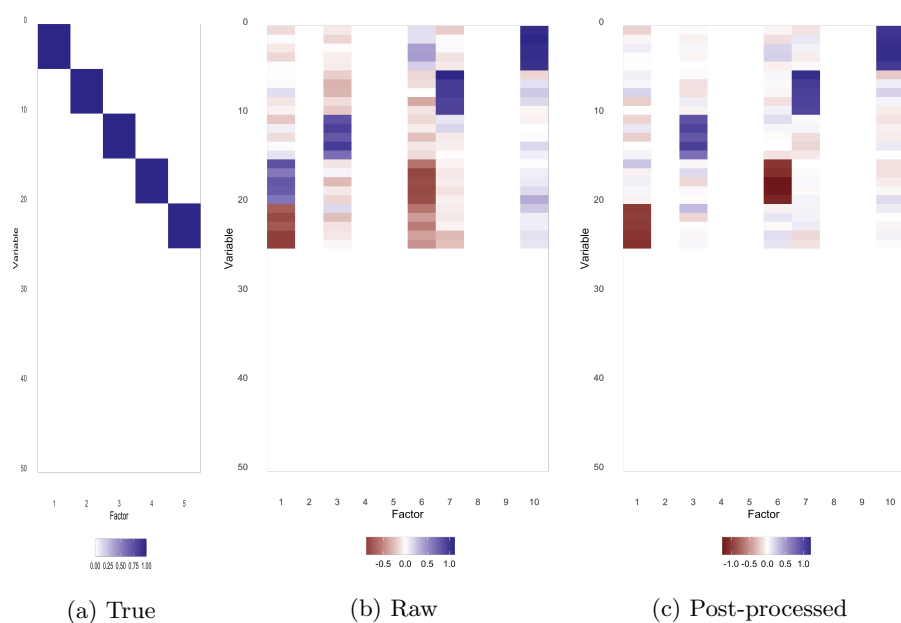 0
10
20
30
40
50
Variable
1 2 3 4 5
Factor
0.00 0.25 0.50 0.75 1.00
(a) True
0
10
20
30
40
50
Variable
1 2 3 4 5 6 7 8 9 10
Factor
-0.5 0.0 0.5 1.0
(b) Raw
0
10
20
30
40
50
Variable
1 2 3 4 5 6 7 8 9 10
Factor
-1.0 -0.5 0.0 0.5 1.0
(c) Post-processed